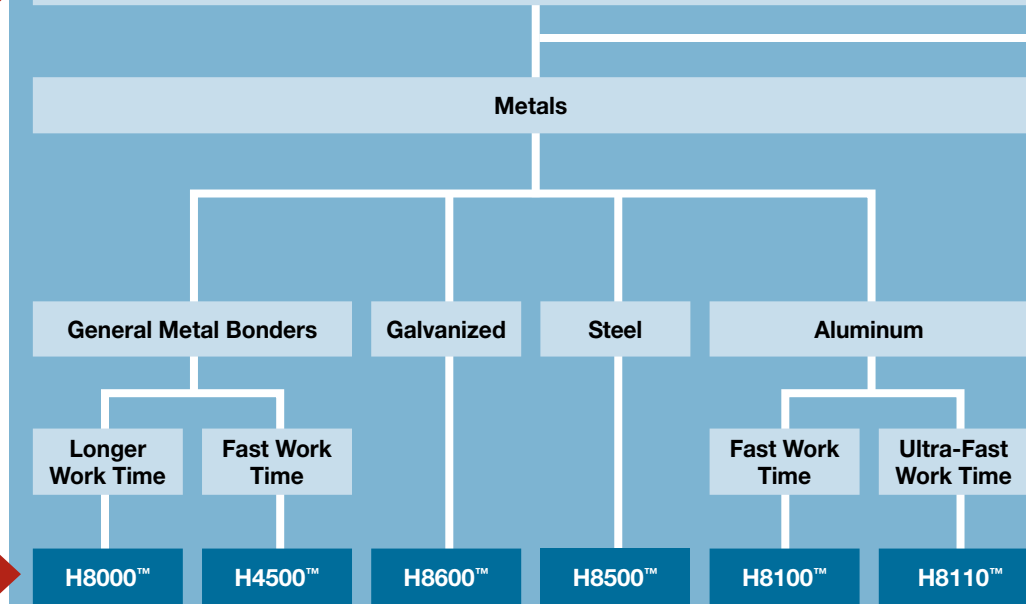 Metals
General Metal Bonders
Galvanized
Steel
Aluminum
Longer
Work Time
Fast Work
Time
Fast Work
Time
Ultra-Fast
Work Time
H8000™
H4500™
H8600™
H8500™
H8100™
H8110™